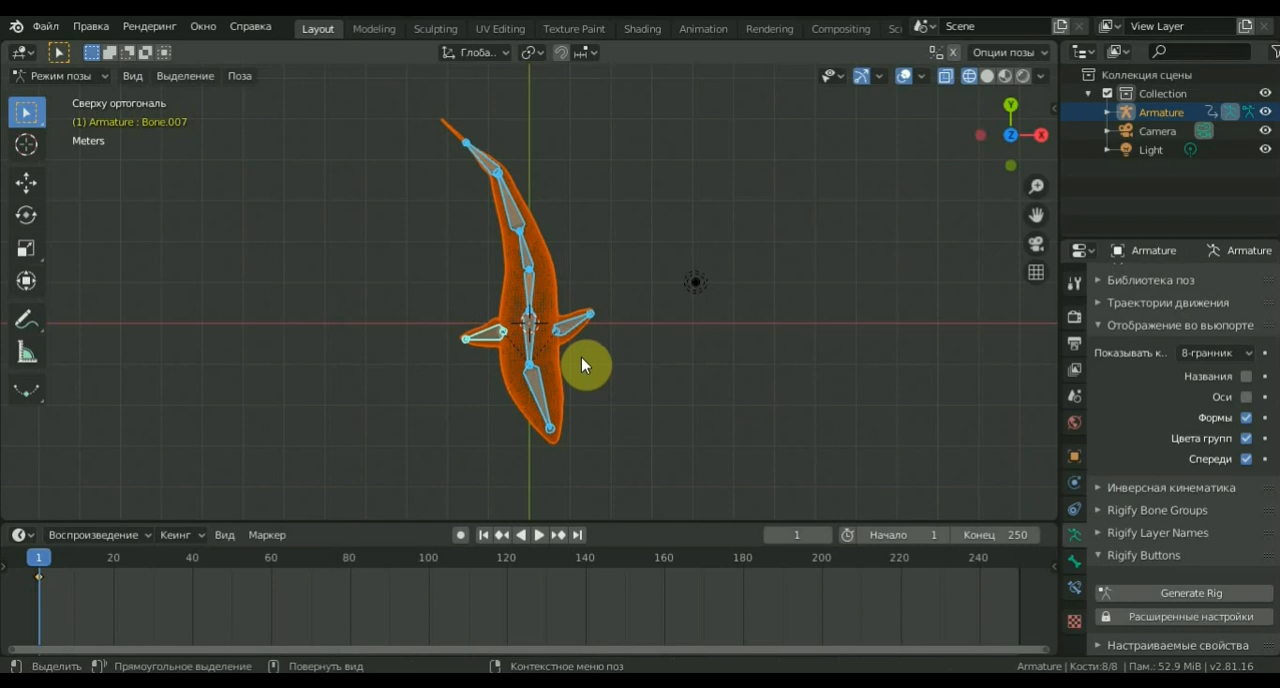 Файл Правка Рендеринг Окно Справка Layout Modeling Sculpting UV Editing Texture Paint Shading Animation Rendering Compositing Sc Scene View Layer
Глоба.. X Опции позы
Режим позы Вид Выделение Поза
Коллекция сцены
Collection
Armature
Camera
Light
Сверху ортогональ
(1) Armature : Bone.007
Meters
Y
Z
X
Armature Armature
Библиотека поз
Траектории движения
Отображение во вьюпорте
Показывать к.. 8-гранник
Названия
Оси
Формы
Цвета групп
Спереди
Инверсная кинематика
Rigify Bone Groups
Rigify Layer Names
Rigify Buttons
Generate Rig
Расширенные настройки
Настраиваемые свойства
Воспроизведение Кеинг Вид Маркер 1 Начало 1 Конец 250
1 20 40 60 80 100 120 140 160 180 200 220 240
Выделить Прямоугольное выделение Повернуть вид Контекстное меню поз Armature | Кости:8/8 | Пам.: 52.9 MiB | v2.81.16